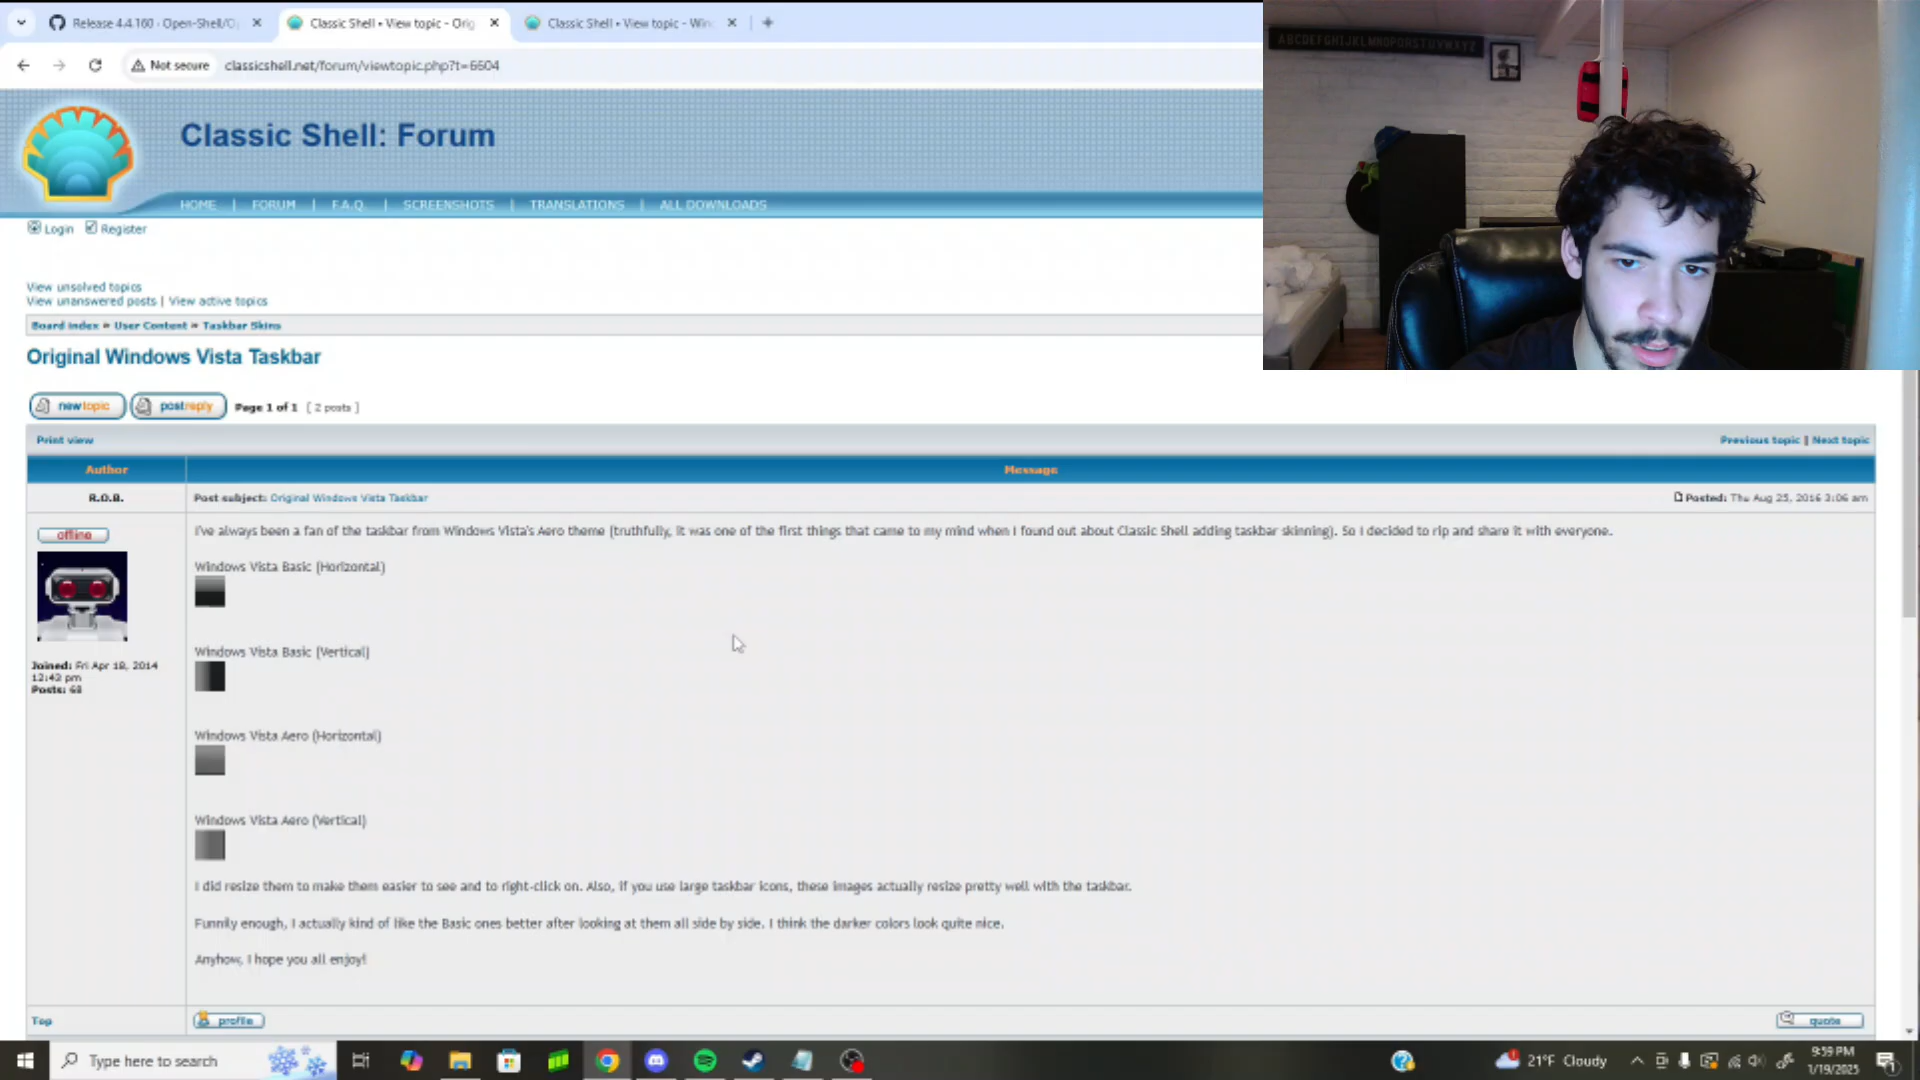 Release 4.4.160 · Open-Shell/O
Classic Shell • View topic - Orig
Classic Shell • View topic - Win
Not secure
classicshell.net/forum/viewtopic.php?t=6604
ABCDEFGHIJKLMNOPQRSTUVWXYZ
Classic Shell: Forum
HOME | FORUM | F.A.Q. | SCREENSHOTS | TRANSLATIONS | ALL DOWNLOADS
Login Register
View unsolved topics
View unanswered posts | View active topics
Board index » User Content » Taskbar Skins
Original Windows Vista Taskbar
newtopic postreply Page 1 of 1 [ 2 posts ]
Print view Previous topic | Next topic
Author Message
R.O.B. Post subject: Original Windows Vista Taskbar Posted: Thu Aug 25, 2016 3:06 am
offline
I've always been a fan of the taskbar from Windows Vista's Aero theme (truthfully, it was one of the first things that came to my mind when I found out about Classic Shell adding taskbar skinning). So I decided to rip and share it with everyone.
Windows Vista Basic (Horizontal)
Windows Vista Basic (Vertical)
Joined: Fri Apr 18, 2014
12:43 pm
Posts: 68
Windows Vista Aero (Horizontal)
Windows Vista Aero (Vertical)
I did resize them to make them easier to see and to right-click on. Also, if you use large taskbar icons, these images actually resize pretty well with the taskbar.
Funnily enough, I actually kind of like the Basic ones better after looking at them all side by side. I think the darker colors look quite nice.
Anyhow, I hope you all enjoy!
Top profile quote
Type here to search
21°F Cloudy
9:59 PM
1/19/2025